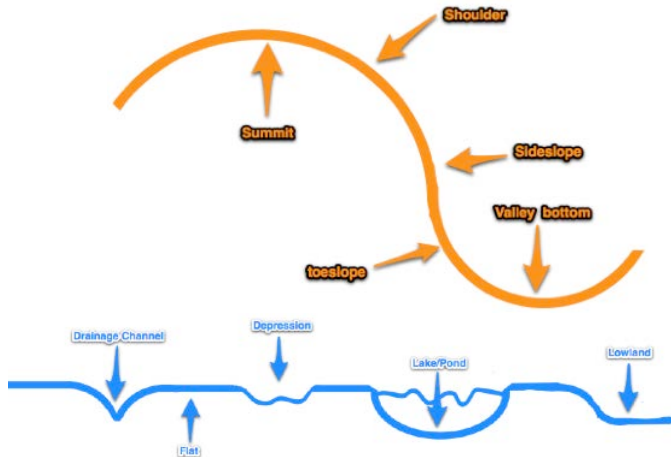 Shoulder
Summit
Sideslope
Valley bottom
toeslope
Depression
Drainage Channel
Lake/Pond
Lowland
Flat